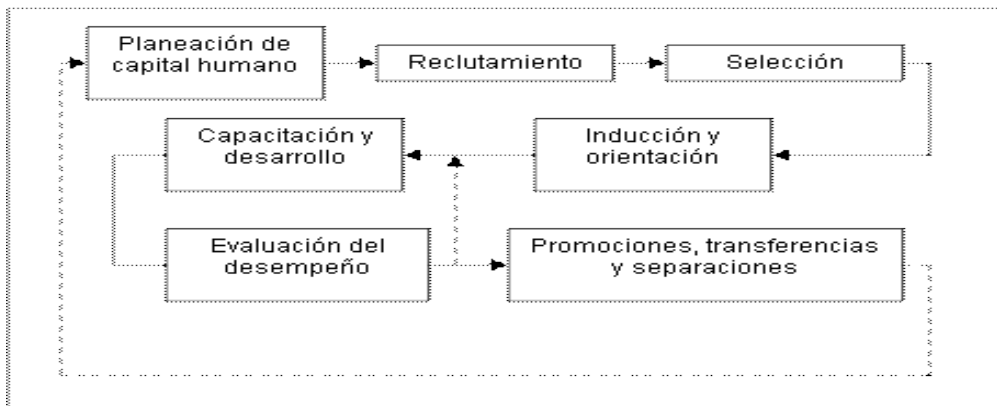 Planeación de
capital humano
Reclutamiento
Selección
Inducción y
orientación
Capacitación y
desarrollo
Evaluación del
desempeño
Promociones, transferencias
y separaciones